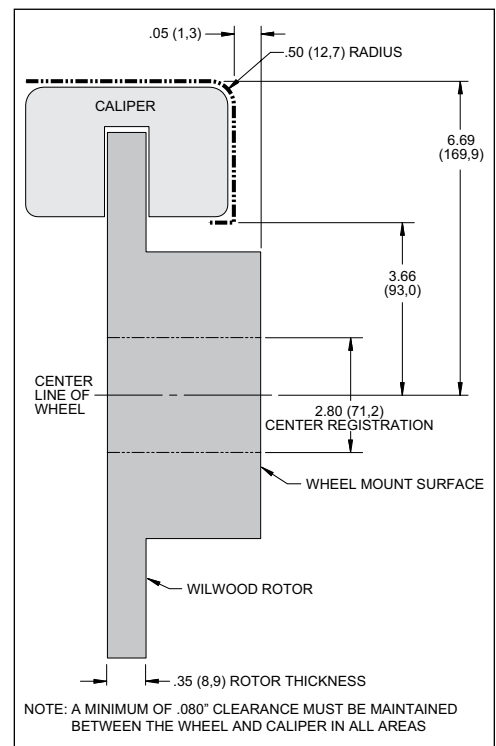 .05 (1,3)
.50 (12,7) RADIUS
CALIPER
6.69
(169,9)
3.66
(93,0)
CENTER
LINE OF
WHEEL
2.80 (71,2)
CENTER REGISTRATION
WHEEL MOUNT SURFACE
WILWOOD ROTOR
.35 (8,9) ROTOR THICKNESS
NOTE: A MINIMUM OF .080" CLEARANCE MUST BE MAINTAINED
BETWEEN THE WHEEL AND CALIPER IN ALL AREAS